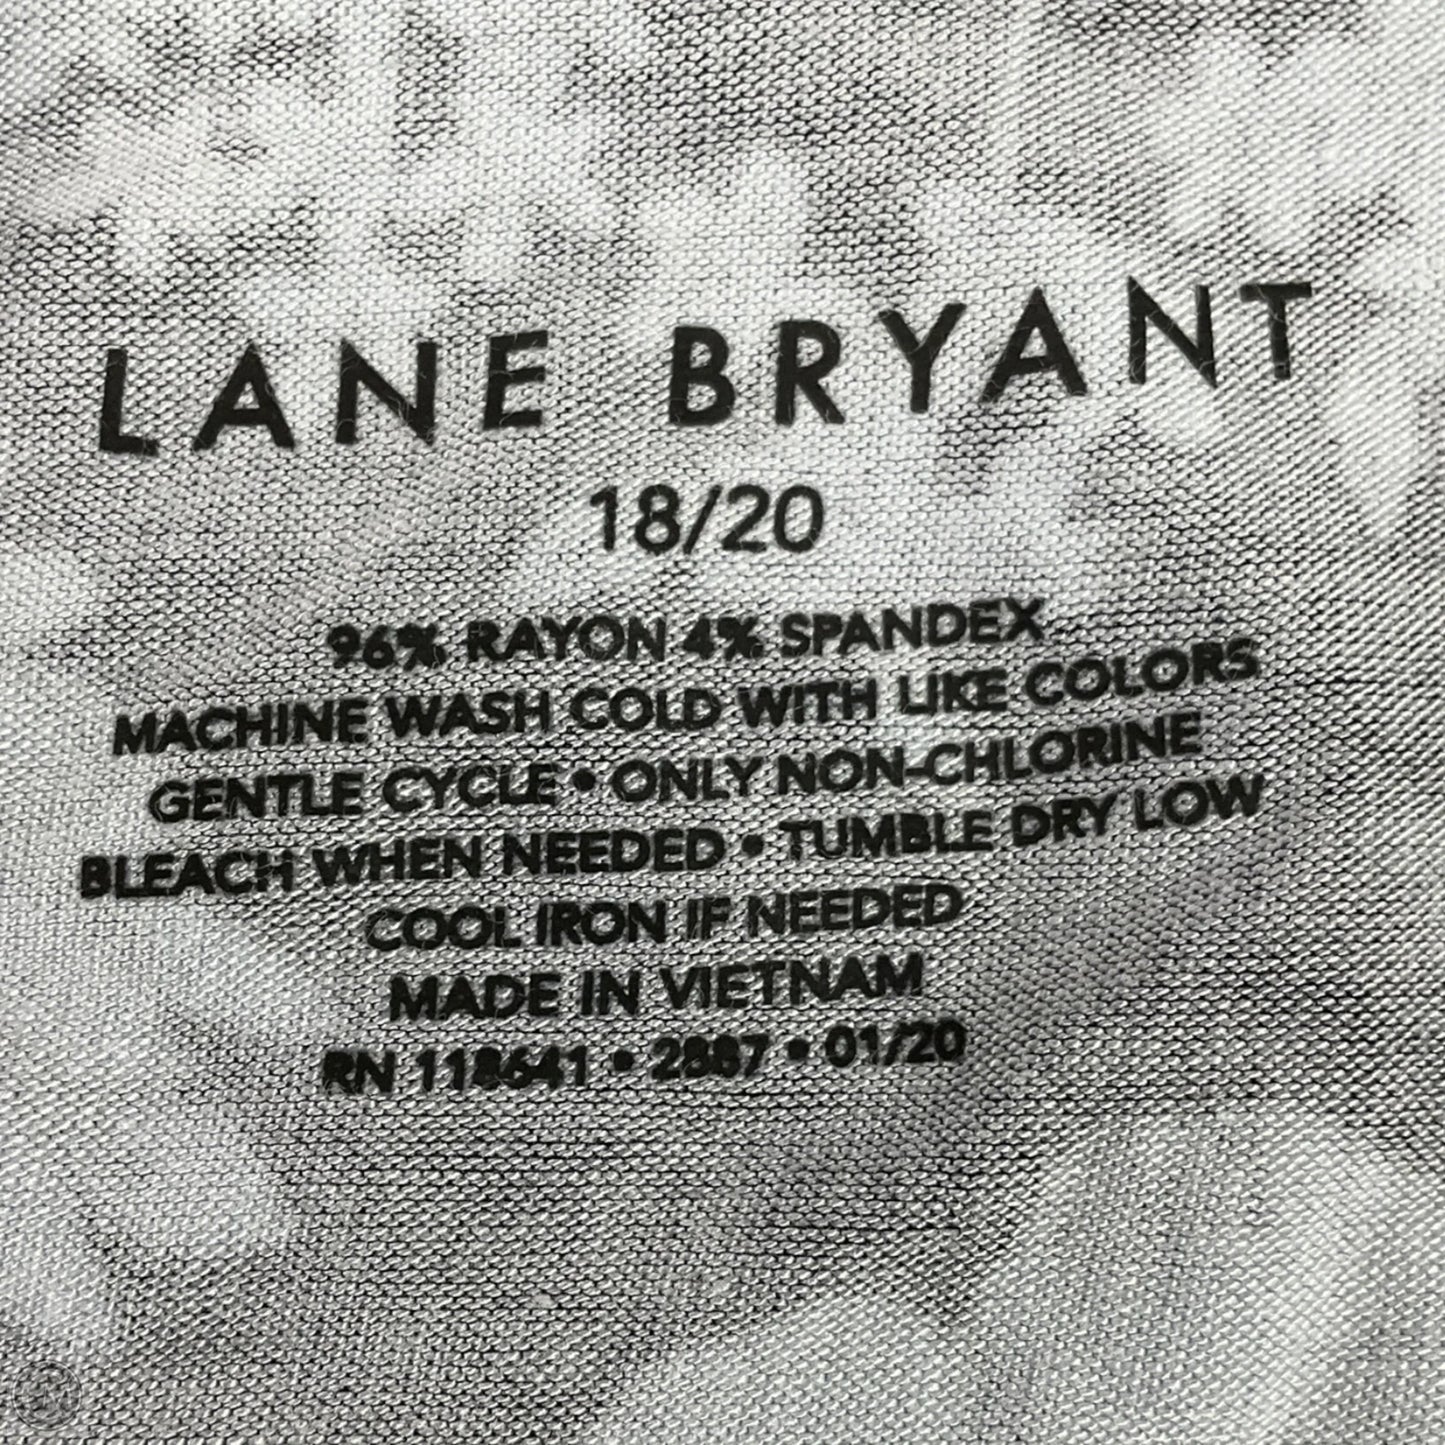 LANE BRYANT
18/20
96% RAYON 4% SPANDEX
MACHINE WASH COLD WITH LIKE COLORS
GENTLE CYCLE • ONLY NON-CHLORINE
BLEACH WHEN NEEDED • TUMBLE DRY LOW
COOL IRON IF NEEDED
MADE IN VIETNAM
RN 118641 • 2887 • 01/20